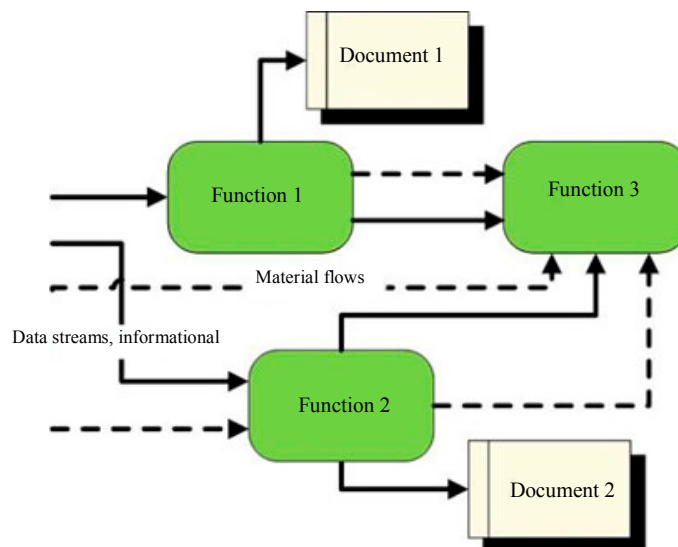 Document 1
Function 1
Function 3
Material flows
Data streams, informational
Function 2
Document 2